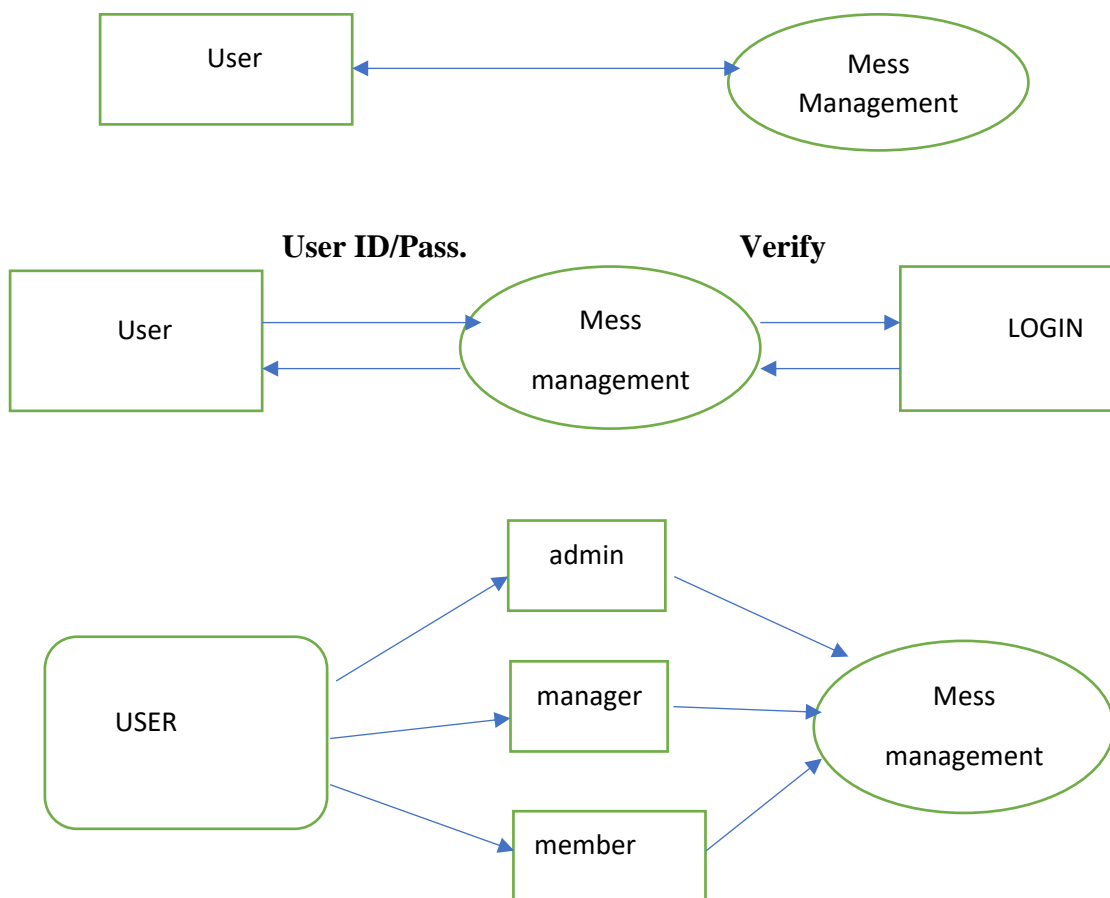 User
Mess
Management
User ID/Pass.
Verify
User
Mess
management
LOGIN
admin
USER
manager
Mess
management
member